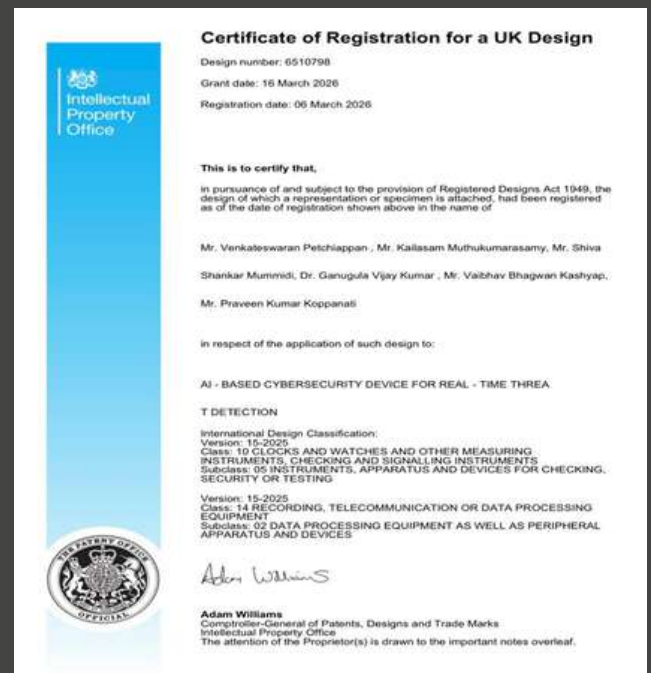 Certificate of Registration for a UK Design
Design number: 6510798
Grant date: 16 March 2026
Registration date: 06 March 2026
Intellectual
Property
Office
This is to certify that,
in pursuance of and subject to the provision of Registered Designs Act 1949, the
design of which a representation or specimen is attached, had been registered
as of the date of registration shown above in the name of
Mr. Venkateswaran Petchiappan , Mr. Kailasam Muthukumarasamy, Mr. Shiva
Shankar Mummidi, Dr. Ganugula Vijay Kumar , Mr. Vaibhav Bhagwan Kashyap,
Mr. Praveen Kumar Koppanati
in respect of the application of such design to:
AI - BASED CYBERSECURITY DEVICE FOR REAL - TIME THREA
T DETECTION
International Design Classification:
Version: 15-2025
Class: 10 CLOCKS AND WATCHES AND OTHER MEASURING
INSTRUMENTS, CHECKING AND SIGNALLING INSTRUMENTS
Subclass: 05 INSTRUMENTS, APPARATUS AND DEVICES FOR CHECKING,
SECURITY OR TESTING
Version: 15-2025
Class: 14 RECORDING, TELECOMMUNICATION OR DATA PROCESSING
EQUIPMENT
Subclass: 02 DATA PROCESSING EQUIPMENT AS WELL AS PERIPHERAL
APPARATUS AND DEVICES
THE PATENT OFFICE
OFFICIAL
Adam Williams
Adam Williams
Comptroller-General of Patents, Designs and Trade Marks
Intellectual Property Office
The attention of the Proprietor(s) is drawn to the important notes overleaf.